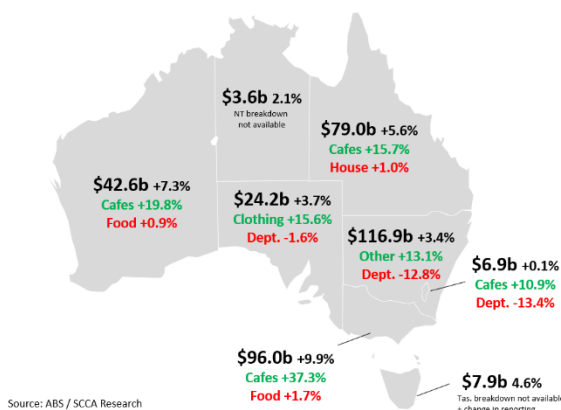 $3.6b 2.1%
NT breakdown
not available
$79.0b +5.6%
Cafes +15.7%
House +1.0%
$42.6b +7.3%
Cafes +19.8%
Food +0.9%
$24.2b +3.7%
Clothing +15.6%
Dept. -1.6%
$116.9b +3.4%
Other +13.1%
Dept. -12.8%
$6.9b +0.1%
Cafes +10.9%
Dept. -13.4%
$96.0b +9.9%
Cafes +37.3%
Food +1.7%
$7.9b 4.6%
Tas. breakdown not available
+ change in reporting
Source: ABS / SCCA Research